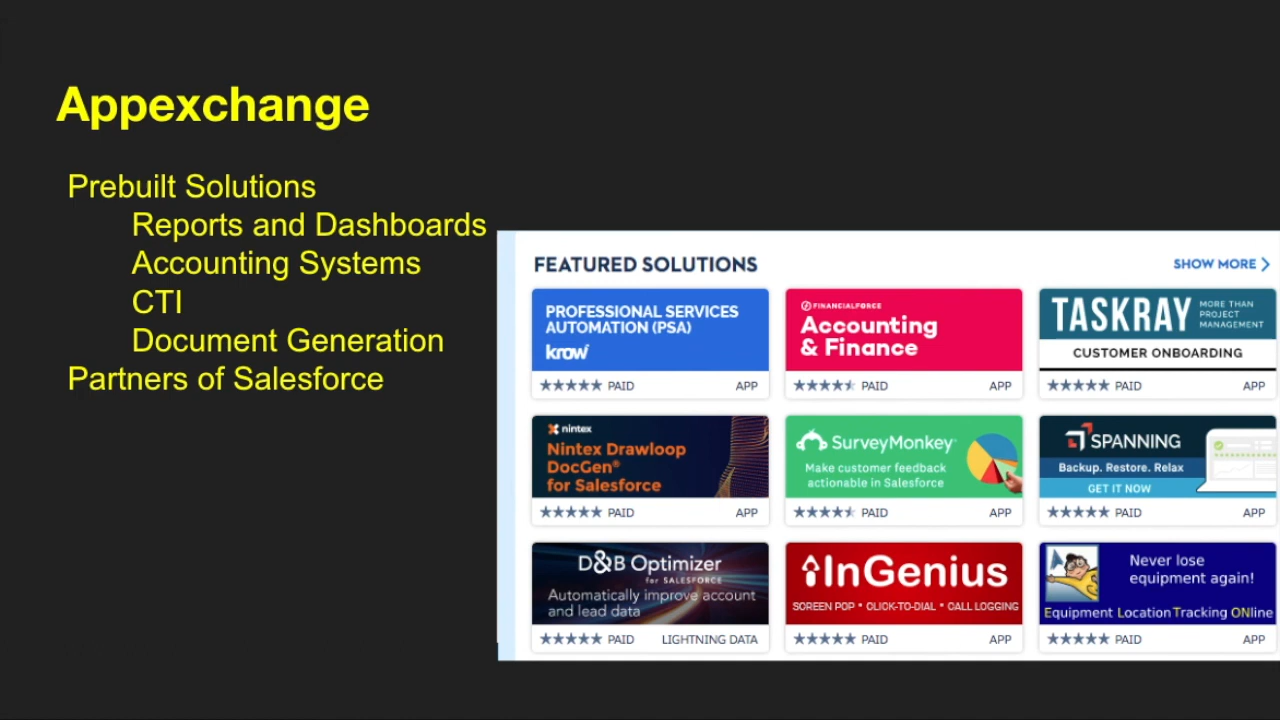 Appexchange
Prebuilt Solutions
Reports and Dashboards
Accounting Systems
CTI
Document Generation
Partners of Salesforce
FEATURED SOLUTIONS
SHOW MORE
PROFESSIONAL SERVICES
AUTOMATION (PSA)
krow
PAID APP
FINANCIALFORCE
Accounting
& Finance
PAID APP
TASKRAY
MORE THAN
PROJECT
MANAGEMENT
CUSTOMER ONBOARDING
PAID APP
nintex
Nintex Drawloop
DocGen®
for Salesforce
PAID APP
SurveyMonkey
Make customer feedback
actionable in Salesforce
PAID APP
SPANNING
Backup. Restore. Relax
GET IT NOW
PAID APP
D&B Optimizer
for SALESFORCE
Automatically improve account
and lead data
PAID LIGHTNING DATA
InGenius
SCREEN POP • CLICK-TO-DIAL • CALL LOGGING
PAID APP
Never lose
equipment again!
Equipment Location Tracking ONline
PAID APP